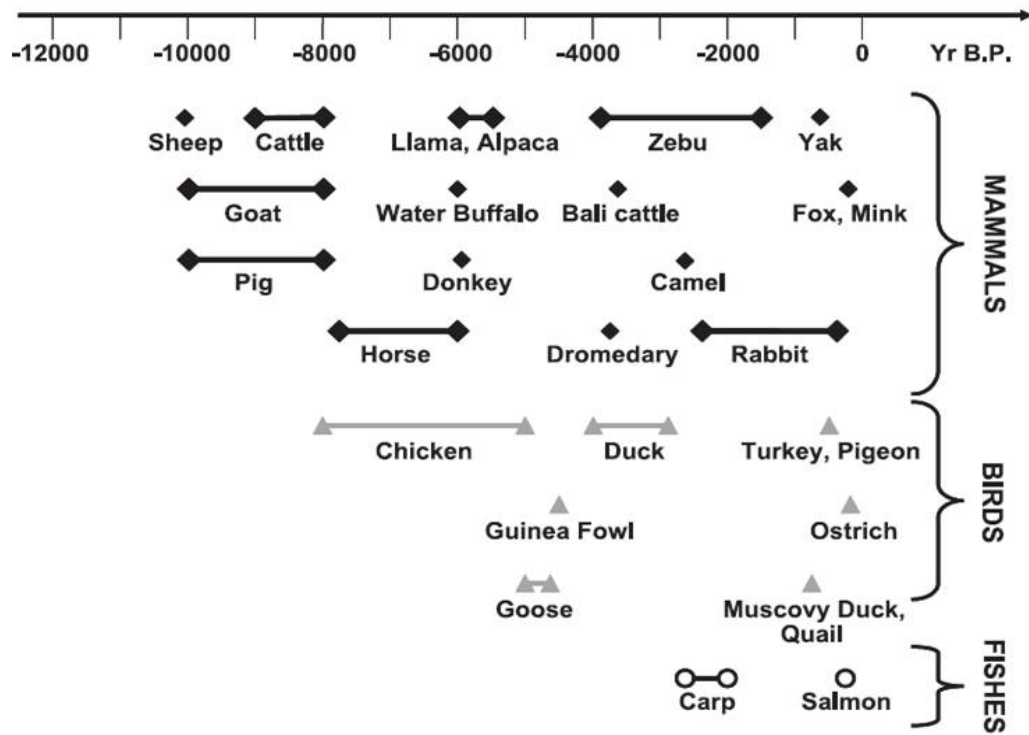 -12000 -10000 -8000 -6000 -4000 -2000 0 Yr B.P.
Sheep Cattle Llama, Alpaca Zebu Yak
Goat Water Buffalo Bali cattle Fox, Mink
Pig Donkey Camel
Horse Dromedary Rabbit
MAMMALS
Chicken Duck Turkey, Pigeon
Guinea Fowl Ostrich
Goose Muscovy Duck,
Quail
BIRDS
Carp Salmon
FISHES